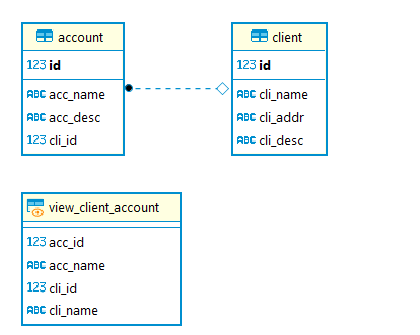 account
123 id
ABC acc_name
ABC acc_desc
123 cli_id
client
123 id
ABC cli_name
ABC cli_addr
ABC cli_desc
view_client_account
123 acc_id
ABC acc_name
123 cli_id
ABC cli_name